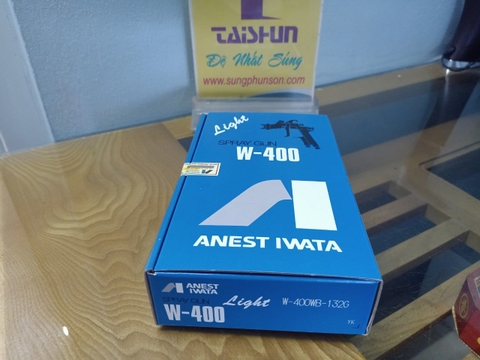 TAISHUN
Độ Nhất Súng
www.sungphunson.com
Light
SPRAY GUN
W-400
ANEST IWATA
ANEST
IWATA
SPRAY GUN
W-400
Light
W-400WB-132G